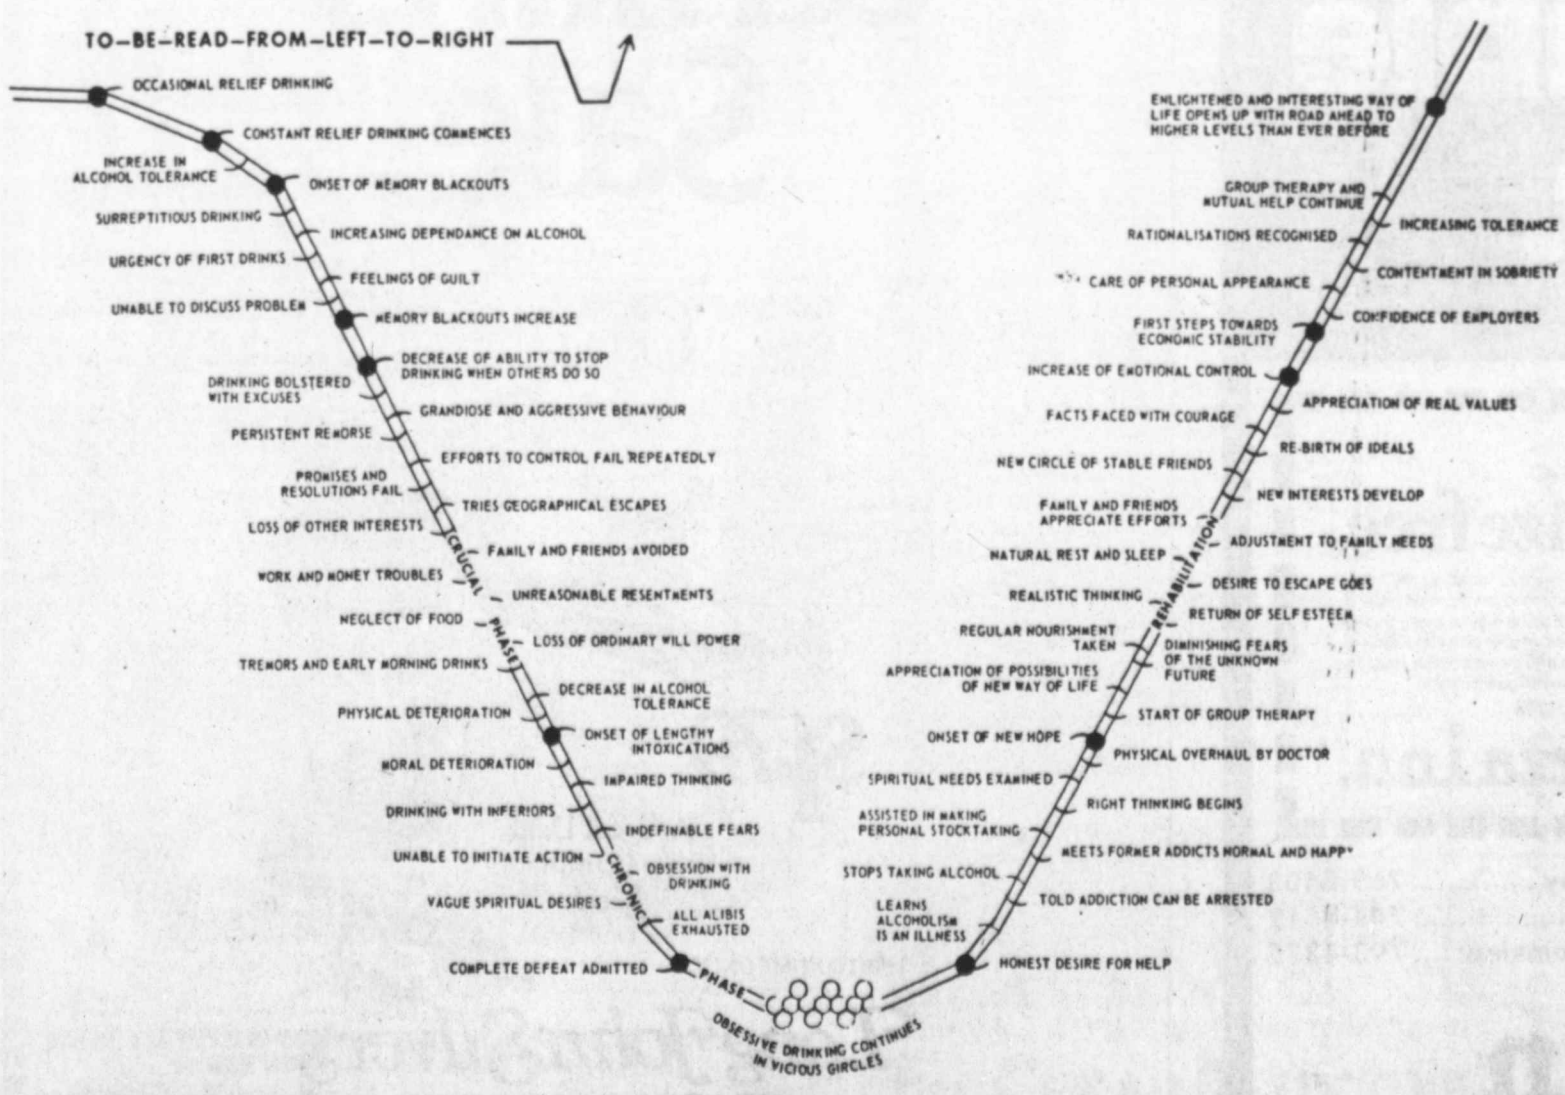 TO—BE—READ—FROM—LEFT—TO—RIGHT
OCCASIONAL RELIEF DRINKING
CONSTANT RELIEF DRINKING COMMENCES
INCREASE IN
ALCOHOL TOLERANCE
ONSET OF MEMORY BLACKOUTS
SURREPTITIOUS DRINKING
INCREASING DEPENDANCE ON ALCOHOL
URGENCY OF FIRST DRINKS
FEELINGS OF GUILT
UNABLE TO DISCUSS PROBLEM
MEMORY BLACKOUTS INCREASE
DECREASE OF ABILITY TO STOP
DRINKING WHEN OTHERS DO SO
DRINKING BOLSTERED
WITH EXCUSES
GRANDIOSE AND AGGRESSIVE BEHAVIOUR
PERSISTENT REMORSE
EFFORTS TO CONTROL FAIL REPEATEDLY
PROMISES AND
RESOLUTIONS FAIL
TRIES GEOGRAPHICAL ESCAPES
LOSS OF OTHER INTERESTS
CRUCIAL
FAMILY AND FRIENDS AVOIDED
WORK AND MONEY TROUBLES
UNREASONABLE RESENTMENTS
NEGLECT OF FOOD
PHASE
LOSS OF ORDINARY WILL POWER
TREMORS AND EARLY MORNING DRINKS
DECREASE IN ALCOHOL
TOLERANCE
PHYSICAL DETERIORATION
ONSET OF LENGTHY
INTOXICATIONS
MORAL DETERIORATION
IMPAIRED THINKING
DRINKING WITH INFERIORS
INDEFINABLE FEARS
UNABLE TO INITIATE ACTION
CHRONIC
OBSESSION WITH
DRINKING
VAGUE SPIRITUAL DESIRES
ALL ALIBIS
EXHAUSTED
COMPLETE DEFEAT ADMITTED
PHASE
OBSESSIVE DRINKING CONTINUES
IN VICIOUS GIRCLES
HONEST DESIRE FOR HELP
LEARNS
ALCOHOLISM
IS AN ILLNESS
TOLD ADDICTION CAN BE ARRESTED
STOPS TAKING ALCOHOL
MEETS FORMER ADDICTS NORMAL AND HAPPY
ASSISTED IN MAKING
PERSONAL STOCKTAKING
RIGHT THINKING BEGINS
SPIRITUAL NEEDS EXAMINED
PHYSICAL OVERHAUL BY DOCTOR
ONSET OF NEW HOPE
START OF GROUP THERAPY
APPRECIATION OF POSSIBILITIES
OF NEW WAY OF LIFE
DIMINISHING FEARS
OF THE UNKNOWN
FUTURE
REGULAR NOURISHMENT
TAKEN
RETURN OF SELF ESTEEM
REALISTIC THINKING
REHABILITATION
DESIRE TO ESCAPE GOES
NATURAL REST AND SLEEP
ADJUSTMENT TO FAMILY NEEDS
FAMILY AND FRIENDS
APPRECIATE EFFORTS
NEW INTERESTS DEVELOP
NEW CIRCLE OF STABLE FRIENDS
RE-BIRTH OF IDEALS
FACTS FACED WITH COURAGE
APPRECIATION OF REAL VALUES
INCREASE OF EMOTIONAL CONTROL
FIRST STEPS TOWARDS
ECONOMIC STABILITY
CONFIDENCE OF EMPLOYERS
CARE OF PERSONAL APPEARANCE
CONTENTMENT IN SOBRIETY
RATIONALISATIONS RECOGNISED
INCREASING TOLERANCE
GROUP THERAPY AND
MUTUAL HELP CONTINUE
ENLIGHTENED AND INTERESTING WAY OF
LIFE OPENS UP WITH ROAD AHEAD TO
HIGHER LEVELS THAN EVER BEFORE